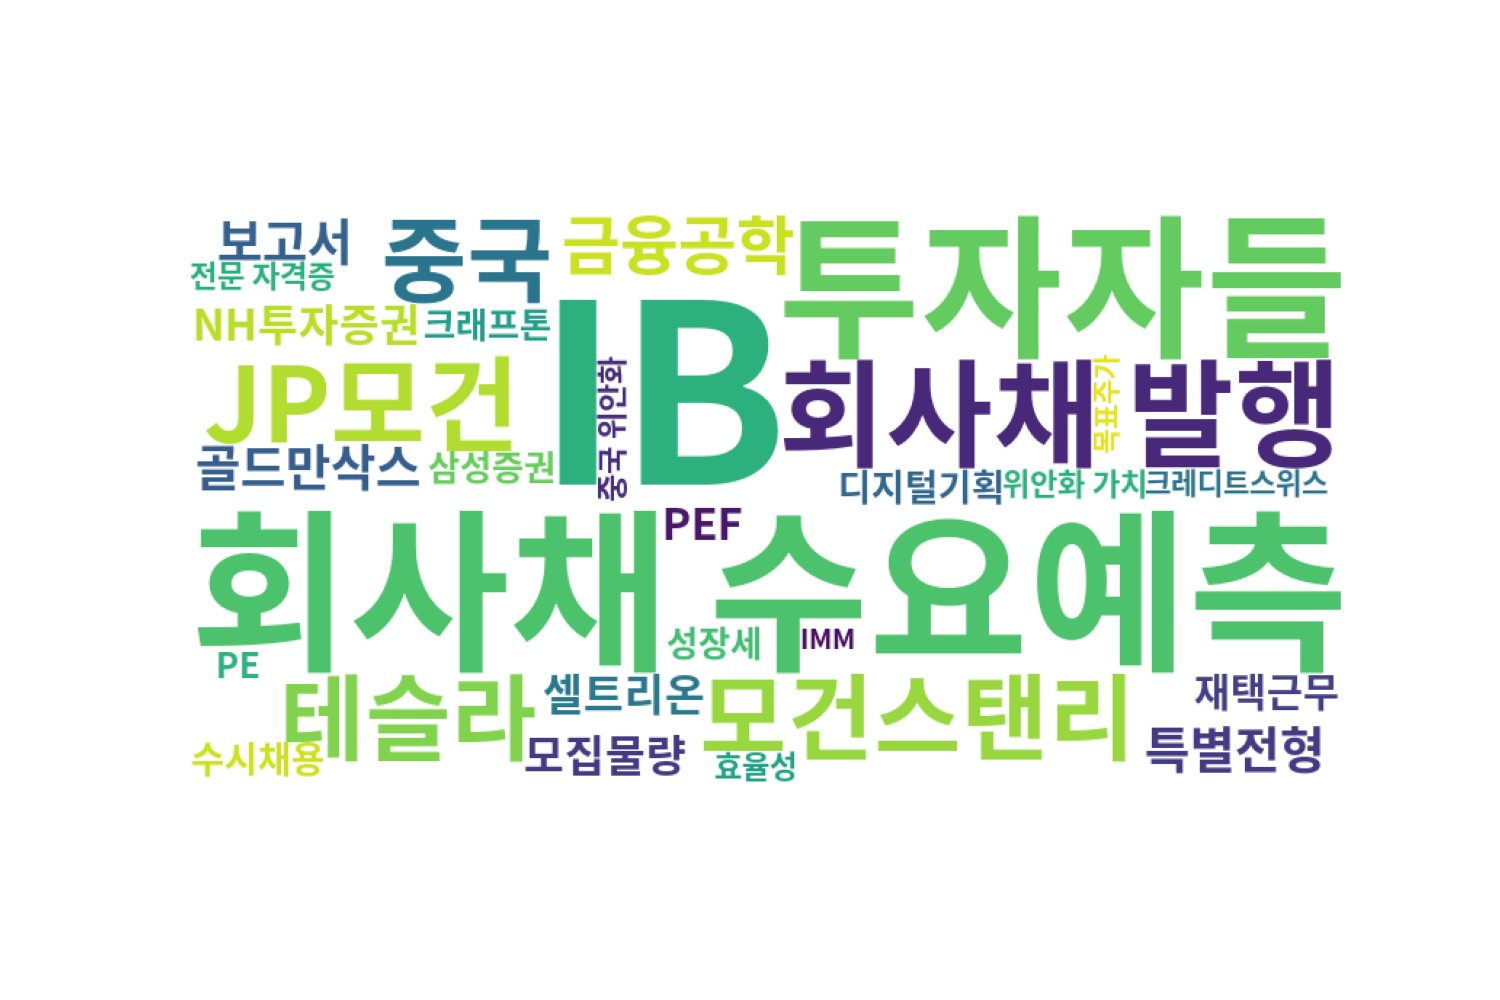 보고서
중국
금융공학
투자자들
전문 자격증
NH투자증권
크래프톤
IB
JP모건
중국 위안화
회사채 발행
목표주가
골드만삭스
삼성증권
디지털기획
위안화 가치
크레디트스위스
PEF
회사채 수요예측
성장세
IMM
PE
테슬라
셀트리온
모건스탠리
재택근무
수시채용
모집물량
효율성
특별전형